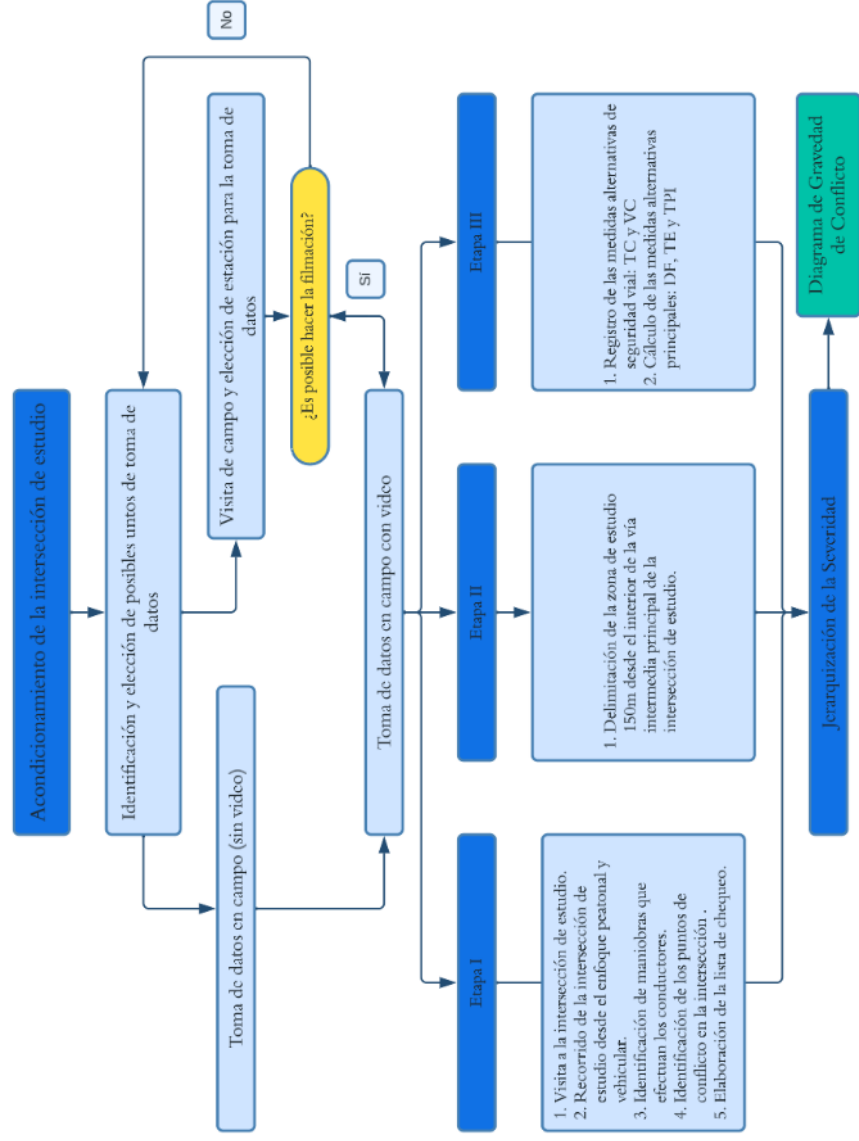 Acondicionamiento de la intersección de estudio
Identificación y elección de posibles untos de toma de
datos
No
Toma de datos en campo (sin video)
Visita de campo y elección de estación para la toma de
datos
¿Es posible hacer la filmación?
Sí
Toma de datos en campo con video
Etapa I
Etapa II
Etapa III
1. Visita a la intersección de estudio.
2. Recorrido de la intersección de
estudio desde el enfoque peatonal y
vehicular.
3. Identificación de maniobras que
efectuan los conductores.
4. Identificación de los puntos de
conflicto en la intersección .
5. Elaboración de la lista de chequeo.
1. Delimitación de la zona de estudio
150m desde el interior de la vía
intermedia principal de la
intersección de estudio.
1. Registro de las medidas alternativas de
seguridad vial: TC y VC
2. Cálculo de las medidas alternativas
principales: DF, TE y TPI
Jerarquización de la Severidad
Diagrama de Gravedad
de Conflicto